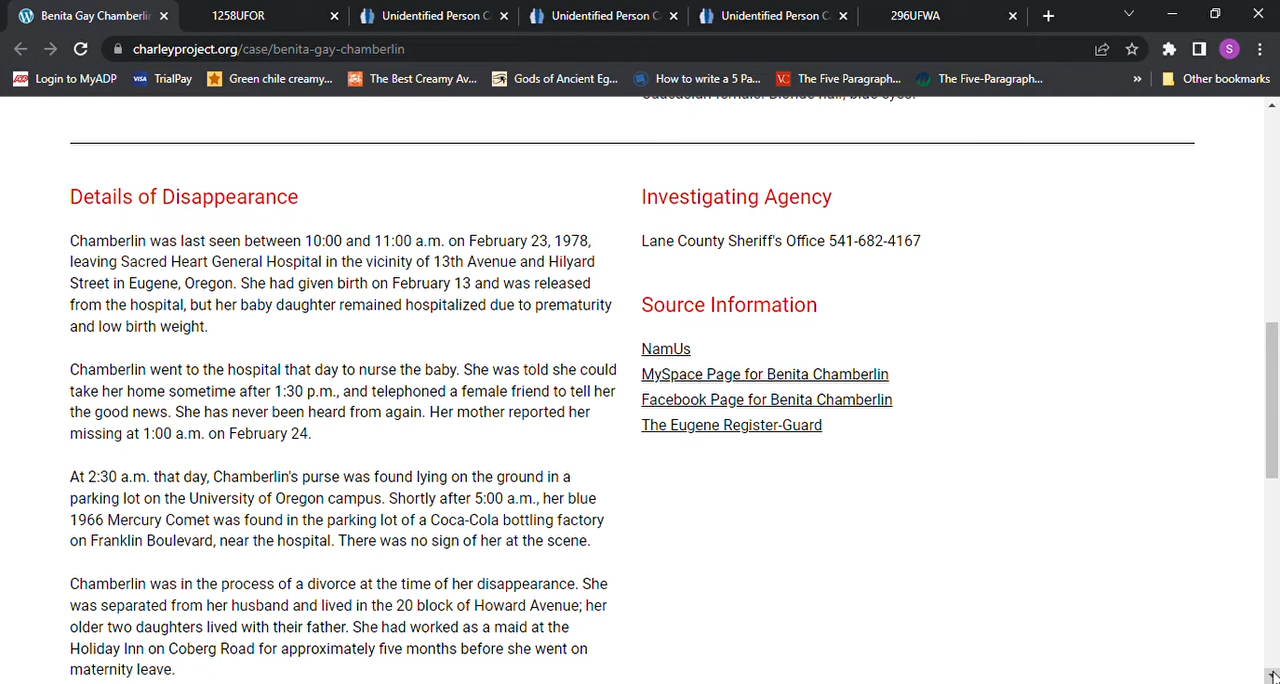 Benita Gay Chamberlin
1258UFOR
Unidentified Person C
Unidentified Person C
Unidentified Person C
296UFWA
charleyproject.org/case/benita-gay-chamberlin
S
ADP
Login to MyADP
VISA
TrialPay
Green chile creamy...
The Best Creamy Av...
Gods of Ancient Eg...
How to write a 5 Pa...
VC
The Five Paragraph...
The Five-Paragraph...
»
Other bookmarks
Caucasian female. Blonde hair, blue eyes.
Details of Disappearance
Chamberlin was last seen between 10:00 and 11:00 a.m. on February 23, 1978,
leaving Sacred Heart General Hospital in the vicinity of 13th Avenue and Hilyard
Street in Eugene, Oregon. She had given birth on February 13 and was released
from the hospital, but her baby daughter remained hospitalized due to prematurity
and low birth weight.
Chamberlin went to the hospital that day to nurse the baby. She was told she could
take her home sometime after 1:30 p.m., and telephoned a female friend to tell her
the good news. She has never been heard from again. Her mother reported her
missing at 1:00 a.m. on February 24.
At 2:30 a.m. that day, Chamberlin's purse was found lying on the ground in a
parking lot on the University of Oregon campus. Shortly after 5:00 a.m., her blue
1966 Mercury Comet was found in the parking lot of a Coca-Cola bottling factory
on Franklin Boulevard, near the hospital. There was no sign of her at the scene.
Chamberlin was in the process of a divorce at the time of her disappearance. She
was separated from her husband and lived in the 20 block of Howard Avenue; her
older two daughters lived with their father. She had worked as a maid at the
Holiday Inn on Coberg Road for approximately five months before she went on
maternity leave.
Investigating Agency
Lane County Sheriff's Office 541-682-4167
Source Information
NamUs
MySpace Page for Benita Chamberlin
Facebook Page for Benita Chamberlin
The Eugene Register-Guard